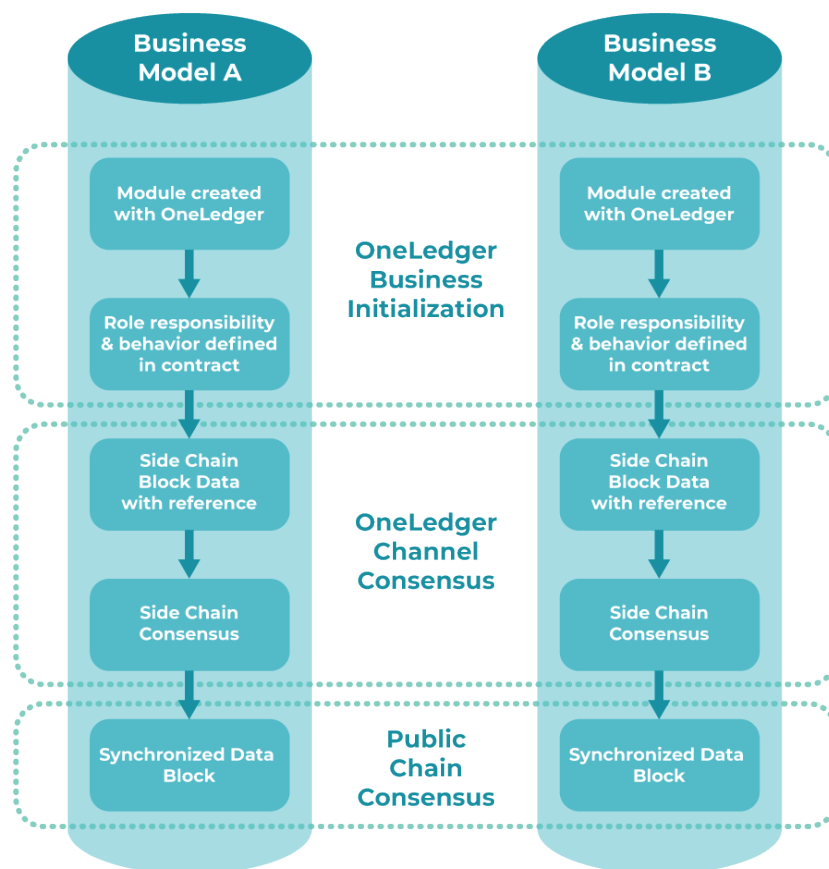 Business
Model A
Business
Model B
Module created
with OneLedger
OneLedger
Business
Initialization
Module created
with OneLedger
Role responsibility
& behavior defined
in contract
Role responsibility
& behavior defined
in contract
Side Chain
Block Data
with reference
OneLedger
Channel
Consensus
Side Chain
Block Data
with reference
Side Chain
Consensus
Side Chain
Consensus
Synchronized Data
Block
Public
Chain
Consensus
Synchronized Data
Block